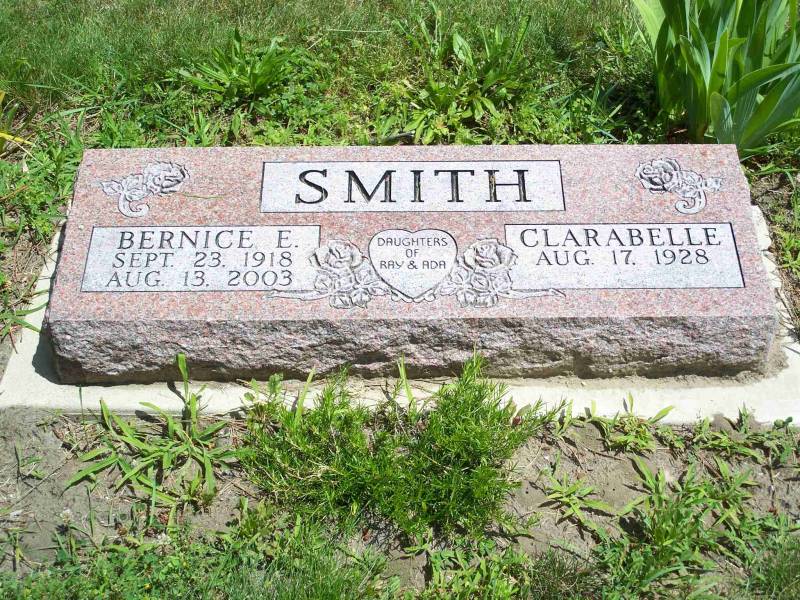 SMITH
BERNICE E.
SEPT. 23, 1918
AUG. 13, 2003
DAUGHTERS
OF
RAY & ADA
CLARABELLE
AUG. 17, 1928